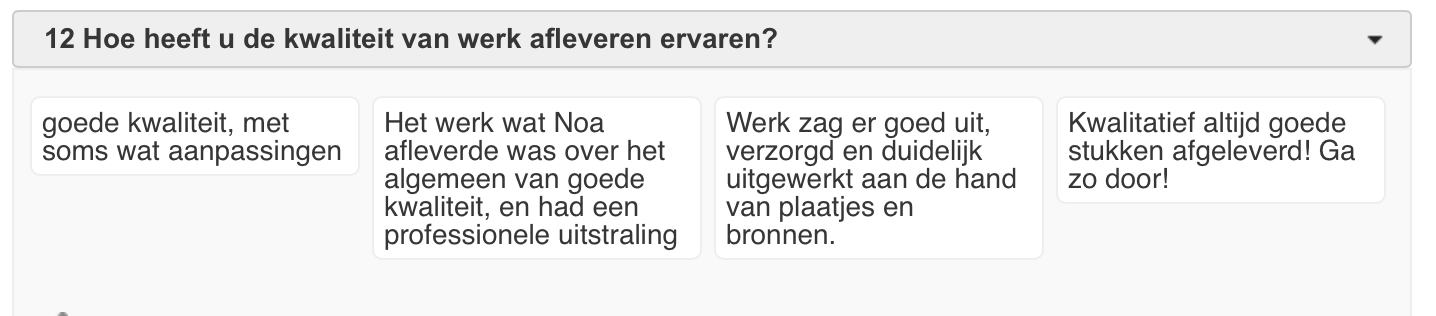 12 Hoe heeft u de kwaliteit van werk afleveren ervaren?
goede kwaliteit, met
soms wat aanpassingen
Het werk wat Noa
afleverde was over het
algemeen van goede
kwaliteit, en had een
professionele uitstraling
Werk zag er goed uit,
verzorgd en duidelijk
uitgewerkt aan de hand
van plaatjes en
bronnen.
Kwalitatief altijd goede
stukken afgeleverd! Ga
zo door!